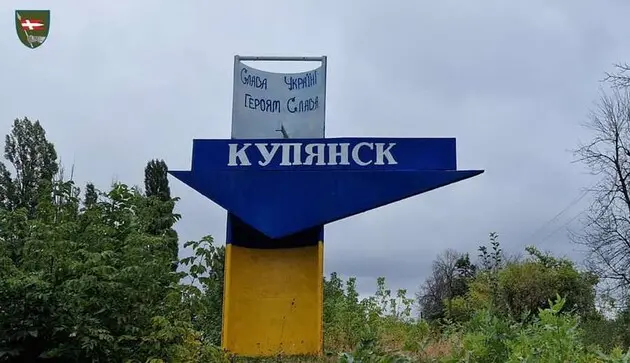 Слава Україні
Героям Слава
КУПЯНСК